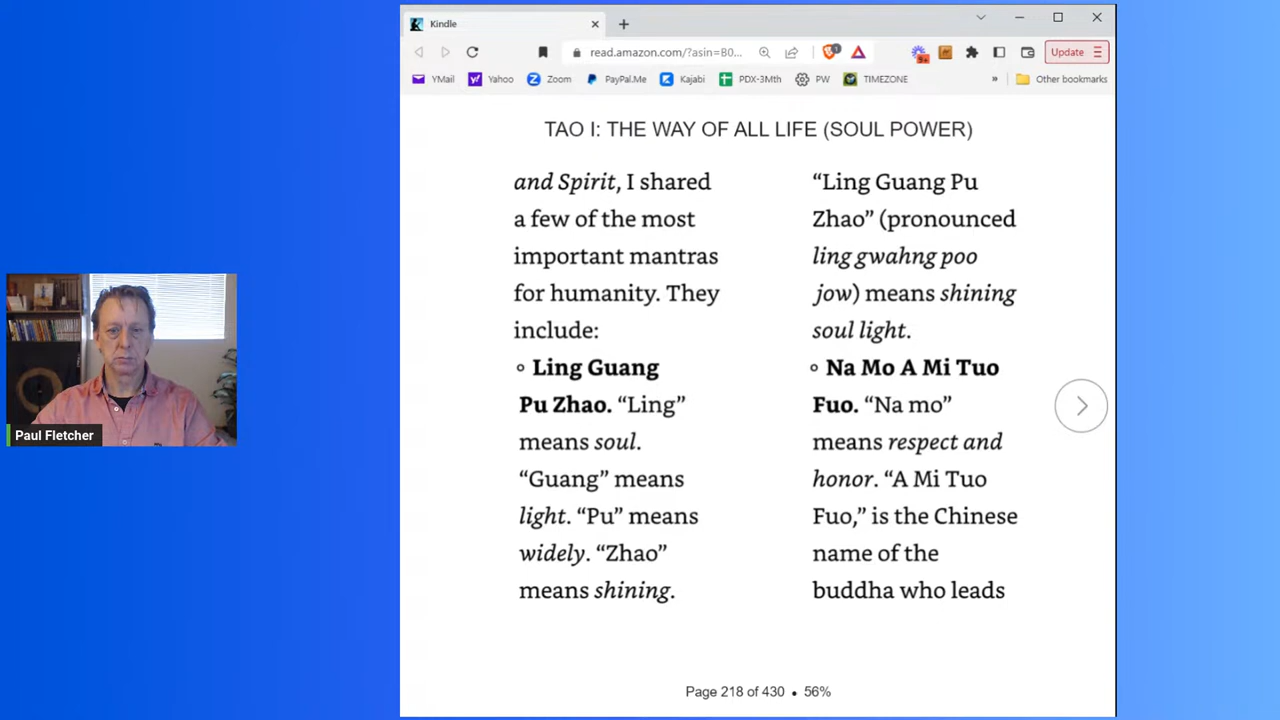 Kindle
read.amazon.com/?asin=B0...
Update
YMail
Yahoo
Zoom
PayPal.Me
Kajabi
PDX-3Mth
PW
TIMEZONE
»
Other bookmarks
TAO I: THE WAY OF ALL LIFE (SOUL POWER)
and Spirit, I shared
a few of the most
important mantras
for humanity. They
include:
◦ Ling Guang
Pu Zhao. “Ling”
means soul.
“Guang” means
light. “Pu” means
widely. “Zhao”
means shining.
“Ling Guang Pu
Zhao” (pronounced
ling gwahng poo
jow) means shining
soul light.
◦ Na Mo A Mi Tuo
Fuo. “Na mo”
means respect and
honor. “A Mi Tuo
Fuo,” is the Chinese
name of the
buddha who leads
Page 218 of 430 • 56%
Paul Fletcher